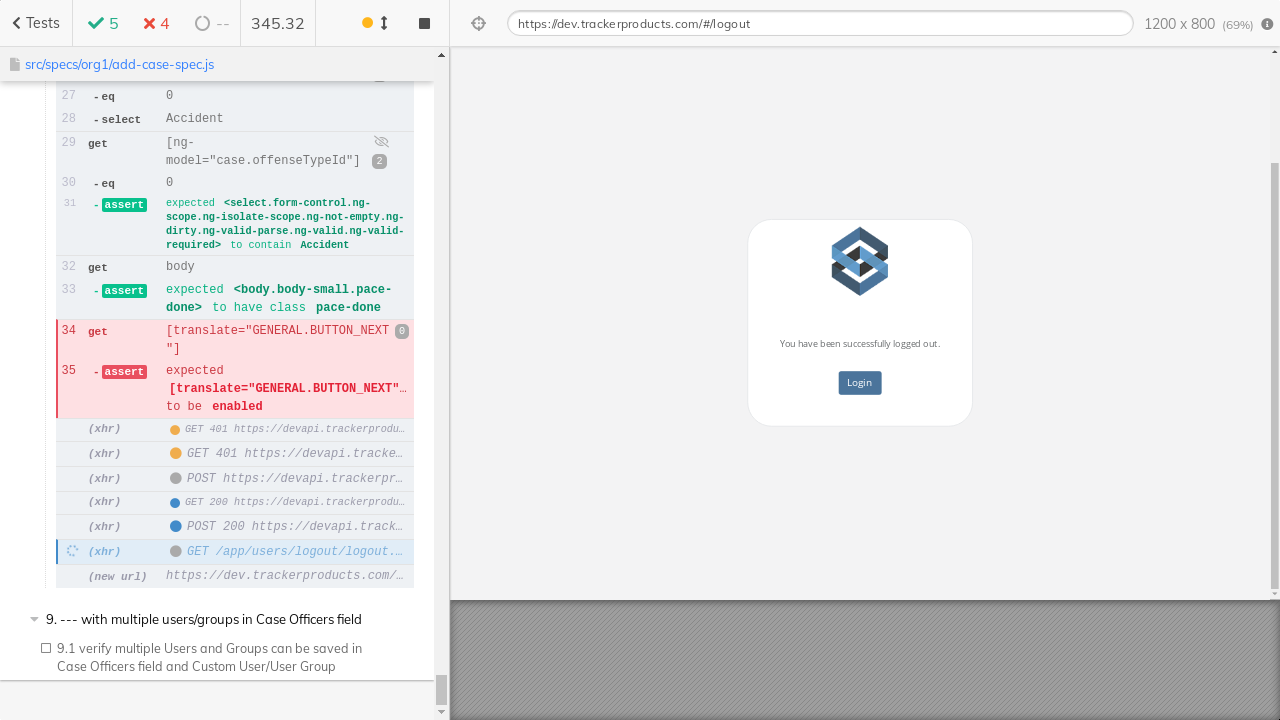 Tests
5
4
--
345.32
https://dev.trackerproducts.com/#/logout
1200 x 800 (69%)
src/specs/org1/add-case-spec.js
27 - eq 0
28 - select Accident
29 get [ng-
model="case.offenseTypeId"] 2
30 - eq 0
31 - assert expected <select.form-control.ng-
scope.ng-isolate-scope.ng-not-empty.ng-
dirty.ng-valid-parse.ng-valid.ng-valid-
required> to contain Accident
32 get body
33 - assert expected <body.body-small.pace-
done> to have class pace-done
34 get [translate="GENERAL.BUTTON_NEXT 0
"]
35 - assert expected
[translate="GENERAL.BUTTON_NEXT"…
to be enabled
(xhr) GET 401 https://devapi.trackerprodu…
(xhr) GET 401 https://devapi.tracke…
(xhr) POST https://devapi.trackerpr…
(xhr) GET 200 https://devapi.trackerprodu…
(xhr) POST 200 https://devapi.track…
(xhr) GET /app/users/logout/logout.…
(new url) https://dev.trackerproducts.com/…
9. --- with multiple users/groups in Case Officers field
9.1 verify multiple Users and Groups can be saved in
Case Officers field and Custom User/User Group
You have been successfully logged out.
Login